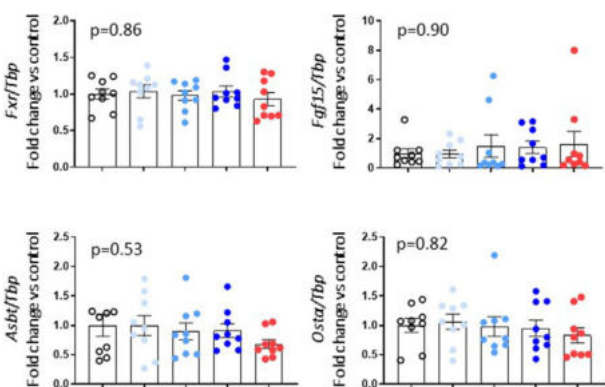 Fxr/Tbp
Fold change vs control
2.0
1.5
1.0
0.5
0.0
p=0.86
Fgf15/Tbp
Fold change vs control
10
8
6
4
2
0
p=0.90
Asbt/Tbp
Fold change vs control
2.5
2.0
1.5
1.0
0.5
0.0
p=0.53
Ostα/Tbp
Fold change vs control
2.5
2.0
1.5
1.0
0.5
0.0
p=0.82